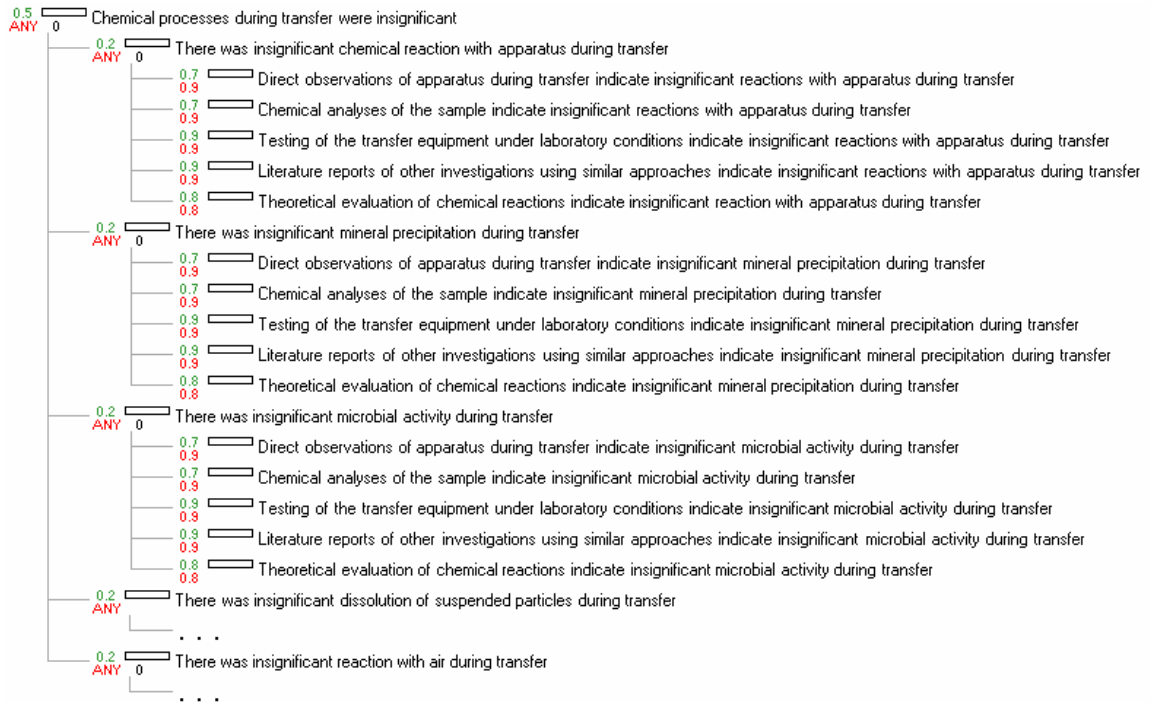 0.5 Chemical processes during transfer were insignificant
ANY 0
0.2 There was insignificant chemical reaction with apparatus during transfer
ANY 0
0.7 Direct observations of apparatus during transfer indicate insignificant reactions with apparatus during transfer
0.9
0.7 Chemical analyses of the sample indicate insignificant reactions with apparatus during transfer
0.9
0.9 Testing of the transfer equipment under laboratory conditions indicate insignificant reactions with apparatus during transfer
0.9
0.9 Literature reports of other investigations using similar approaches indicate insignificant reactions with apparatus during transfer
0.9
0.8 Theoretical evaluation of chemical reactions indicate insignificant reaction with apparatus during transfer
0.8
0.2 There was insignificant mineral precipitation during transfer
ANY 0
0.7 Direct observations of apparatus during transfer indicate insignificant mineral precipitation during transfer
0.9
0.7 Chemical analyses of the sample indicate insignificant mineral precipitation during transfer
0.9
0.9 Testing of the transfer equipment under laboratory conditions indicate insignificant mineral precipitation during transfer
0.9
0.9 Literature reports of other investigations using similar approaches indicate insignificant mineral precipitation during transfer
0.9
0.8 Theoretical evaluation of chemical reactions indicate insignificant mineral precipitation during transfer
0.8
0.2 There was insignificant microbial activity during transfer
ANY 0
0.7 Direct observations of apparatus during transfer indicate insignificant microbial activity during transfer
0.9
0.7 Chemical analyses of the sample indicate insignificant microbial activity during transfer
0.9
0.9 Testing of the transfer equipment under laboratory conditions indicate insignificant microbial activity during transfer
0.9
0.9 Literature reports of other investigations using similar approaches indicate insignificant microbial activity during transfer
0.9
0.8 Theoretical evaluation of chemical reactions indicate insignificant microbial activity during transfer
0.8
0.2 There was insignificant dissolution of suspended particles during transfer
ANY 0
. . .
0.2 There was insignificant reaction with air during transfer
ANY 0
. . .